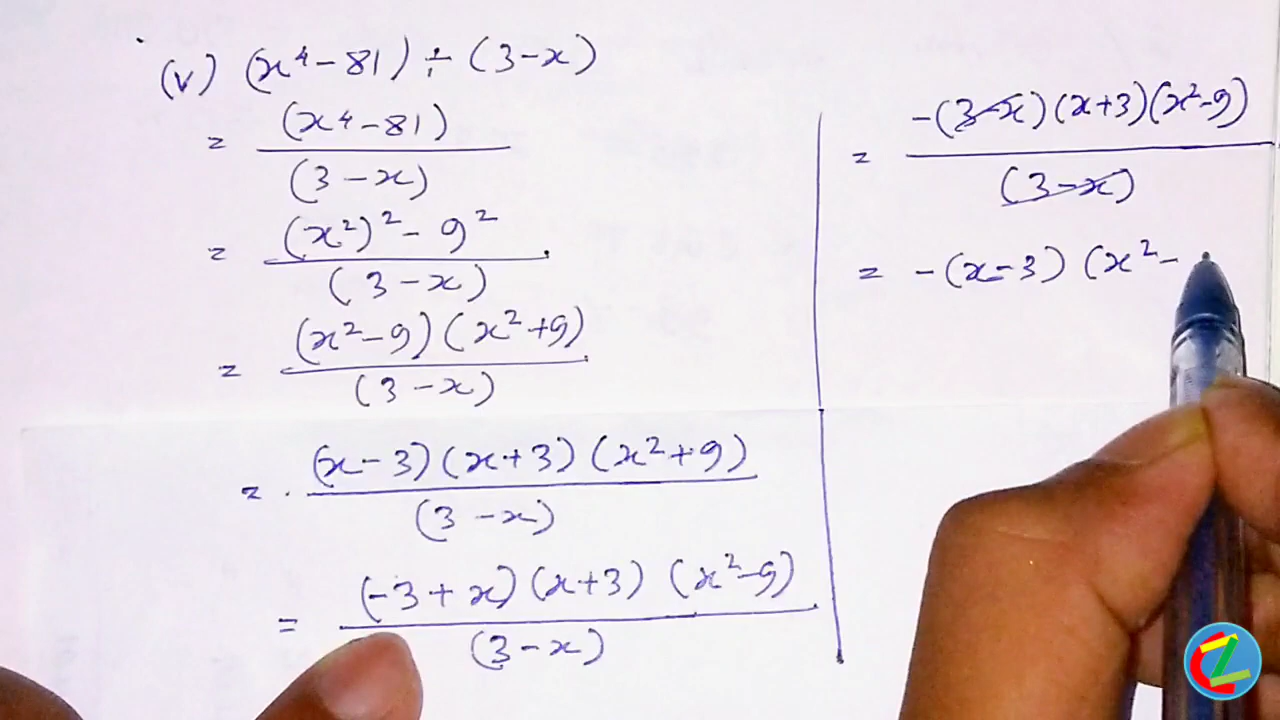 (v) (x⁴-81) ÷ (3-x)
= (x⁴-81) / (3-x)
= (x²)² - 9² / (3-x)
= (x²-9) (x²+9) / (3-x)
= (x-3) (x+3) (x²+9) / (3-x)
= (-3+x) (x+3) (x²-9) / (3-x)
= -(3-x) (x+3) (x²-9) / (3-x)
= -(x-3) (x²-